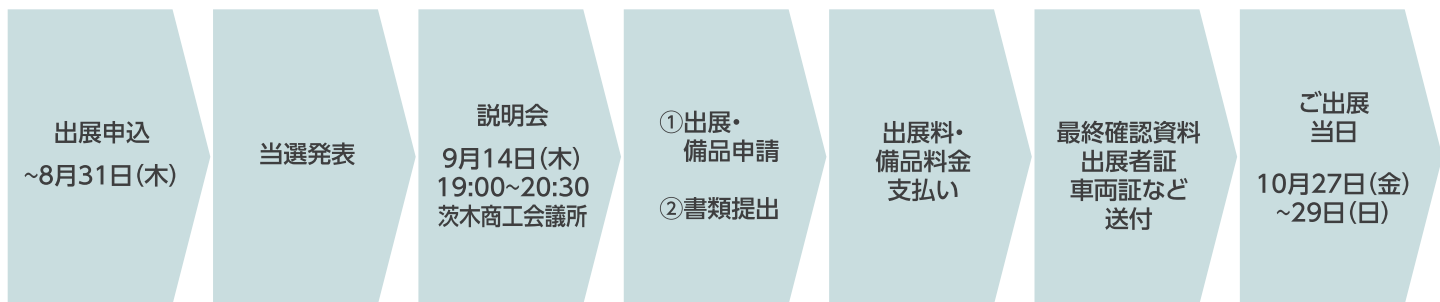 出展申込
~8月31日(木)
当選発表
説明会
9月14日(木)
19:00~20:30
茨木商工会議所
①出展・
備品申請
②書類提出
出展料・
備品料金
支払い
最終確認資料
出展者証
車両証など
送付
ご出展
当日
10月27日(金)
~29日(日)